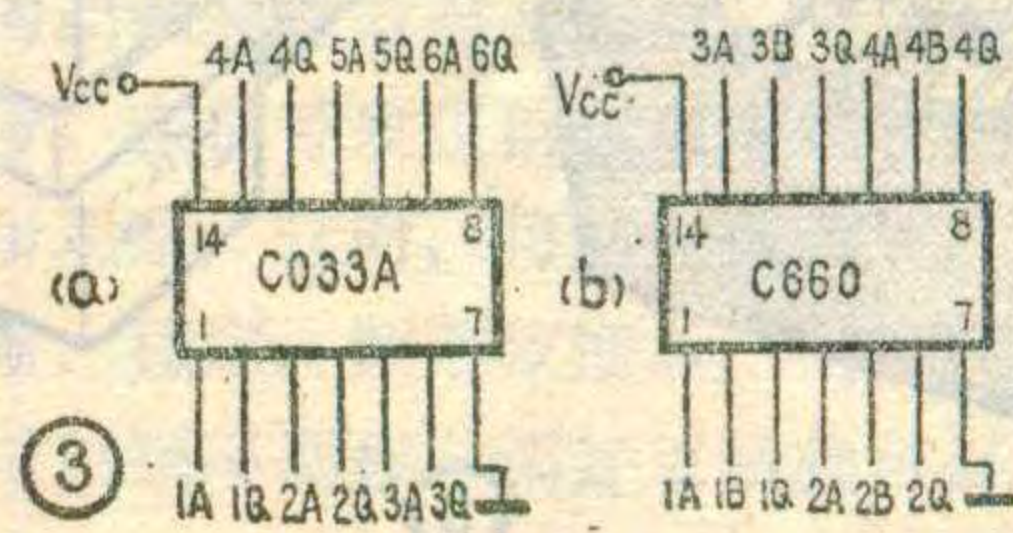 4A 4Q 5A 5Q 6A 6Q
Vcc
14 8
C033A
(a)
1 7
1A 1Q 2A 2Q 3A 3Q
3A 3B 3Q 4A 4B 4Q
Vcc
14 8
C660
(b)
1 7
1A 1B 1Q 2A 2B 2Q
3